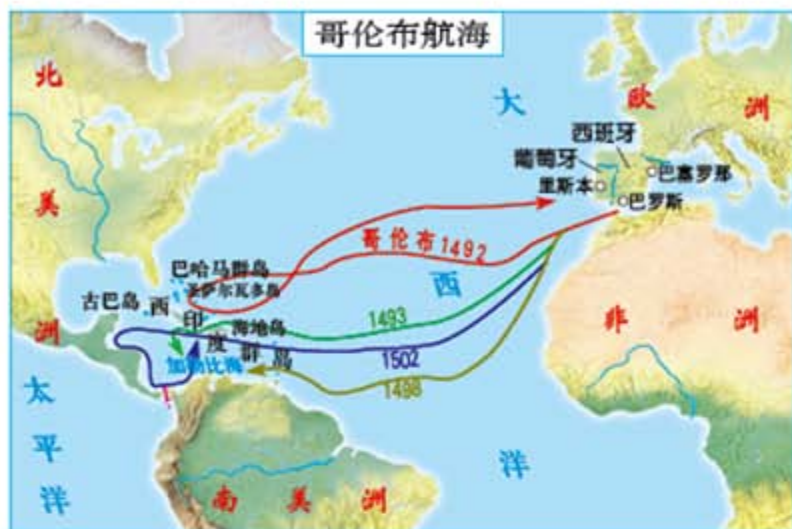 哥伦布航海
北美洲
大西洋
欧洲
西班牙
葡萄牙
巴塞罗那
里斯本
巴罗斯
哥伦布1492
巴哈马群岛
圣萨尔瓦多岛
古巴岛
西印度群岛
海地岛
1493
1502
1498
加勒比海
非洲
太平洋
南美洲